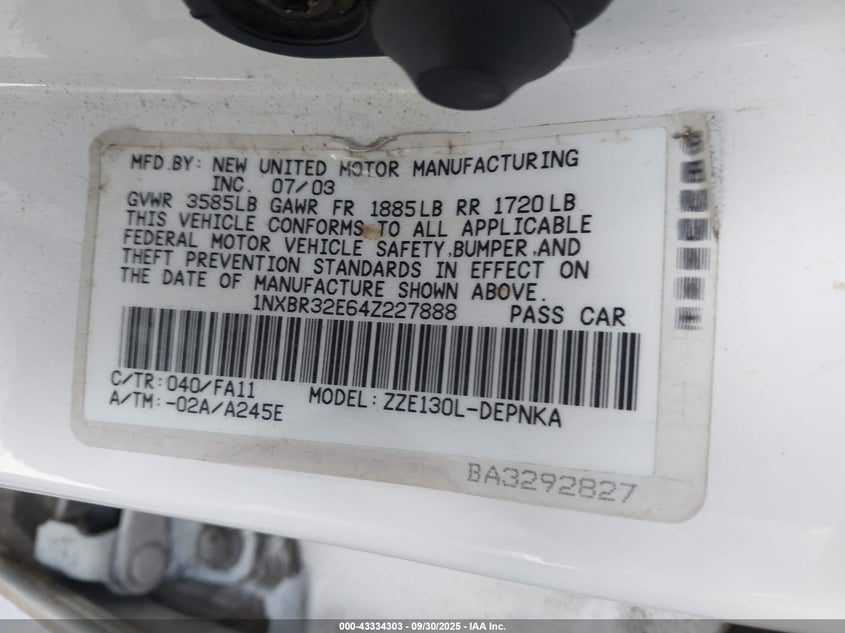 MFD.BY: NEW UNITED MOTOR MANUFACTURING
INC. 07/03
GVWR 3585LB GAWR FR 1885LB RR 1720LB
THIS VEHICLE CONFORMS TO ALL APPLICABLE
FEDERAL MOTOR VEHICLE SAFETY,BUMPER,AND
THEFT PREVENTION STANDARDS IN EFFECT ON
THE DATE OF MANUFACTURE SHOWN ABOVE.
1NXBR32E64Z227888 PASS CAR
C/TR:040/FA11 MODEL:ZZE130L-DEPNKA
A/TM:-02A/A245E
BA3292827
000-43334303 - 09/30/2025 - IAA Inc.